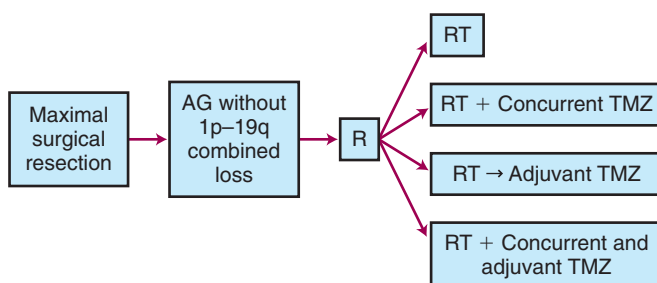 Maximal
surgical
resection
AG without
1p–19q
combined
loss
R
RT
RT + Concurrent TMZ
RT → Adjuvant TMZ
RT + Concurrent and
adjuvant TMZ